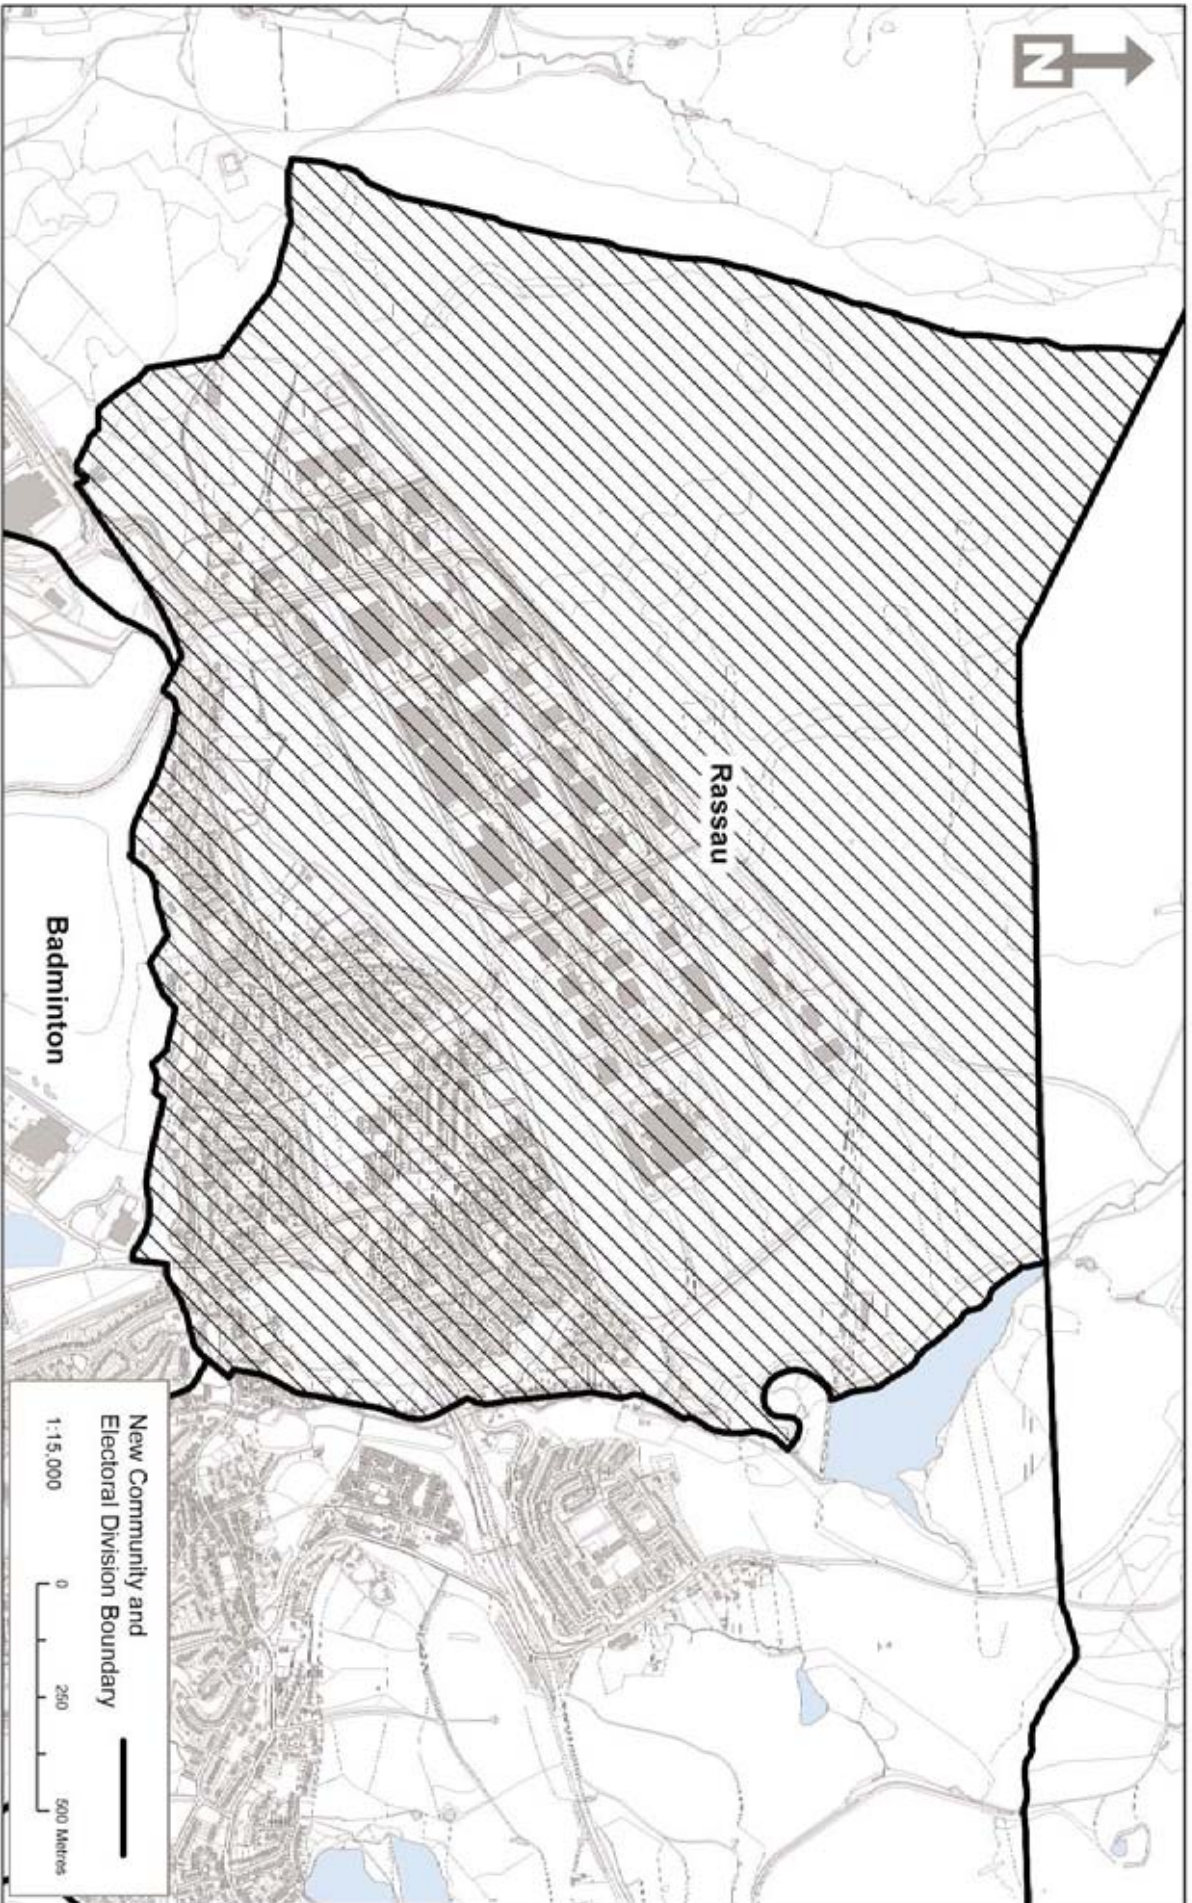 N
Rassau
Badminton
New Community and
Electoral Division Boundary
1:15,000
0 250 500 Metres